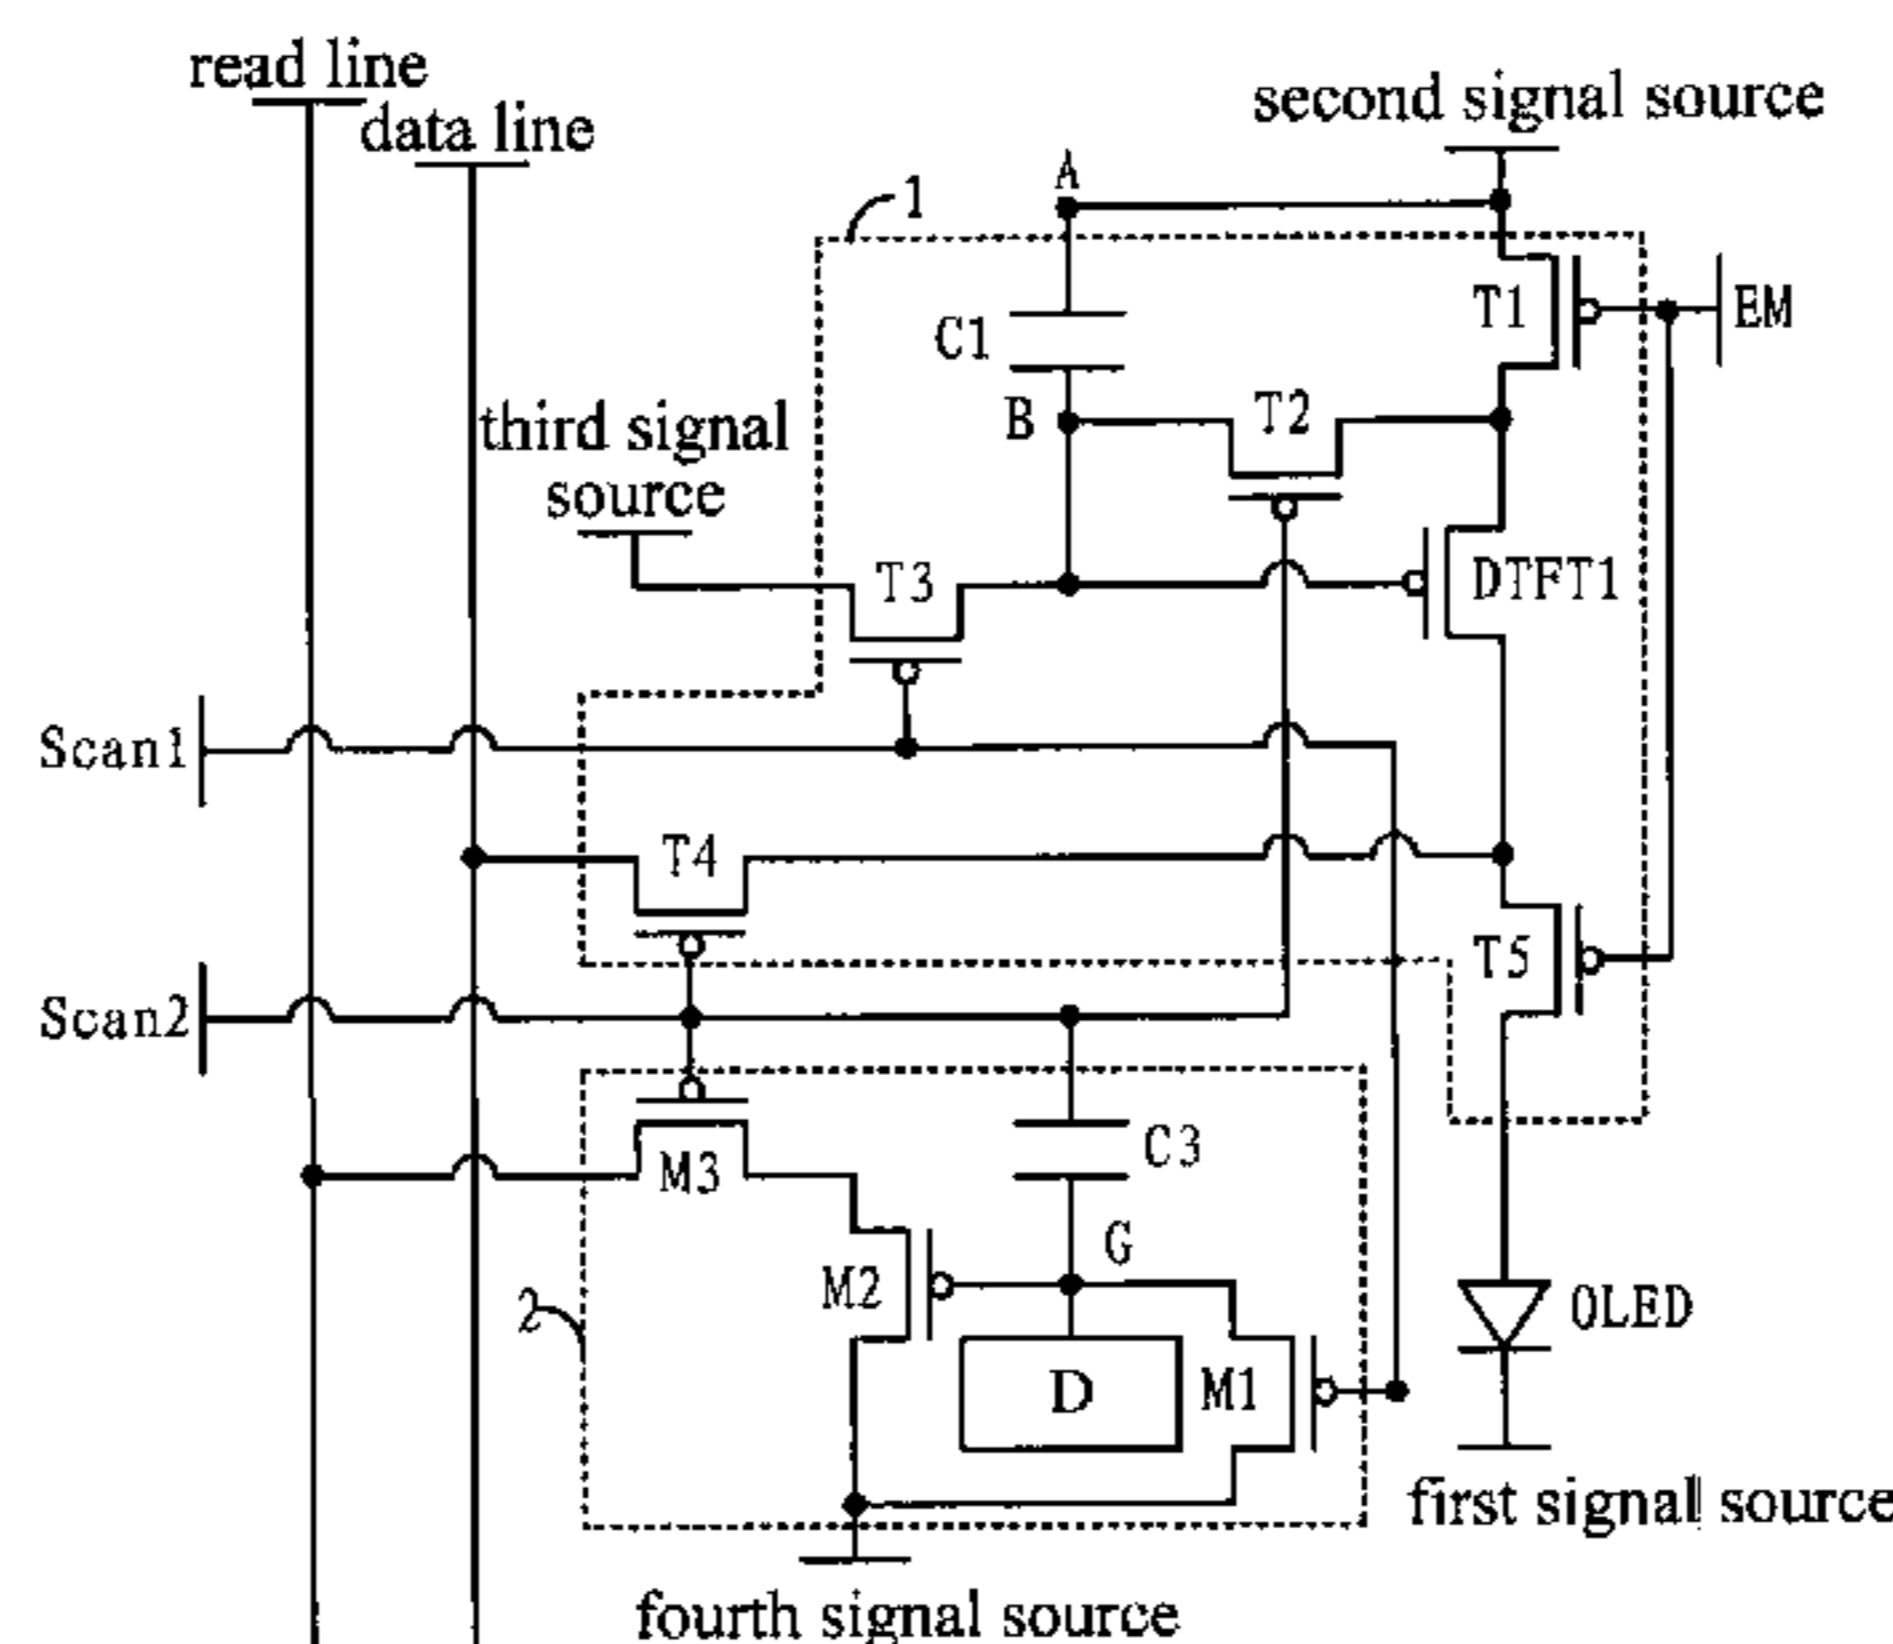 read line
data line
second signal source
A
1
T1
EM
C1
B
T2
third signal
source
T3
DTFT1
Scan1
T4
T5
Scan2
M3
C3
G
M2
2
D
M1
OLED
first signal source
fourth signal source